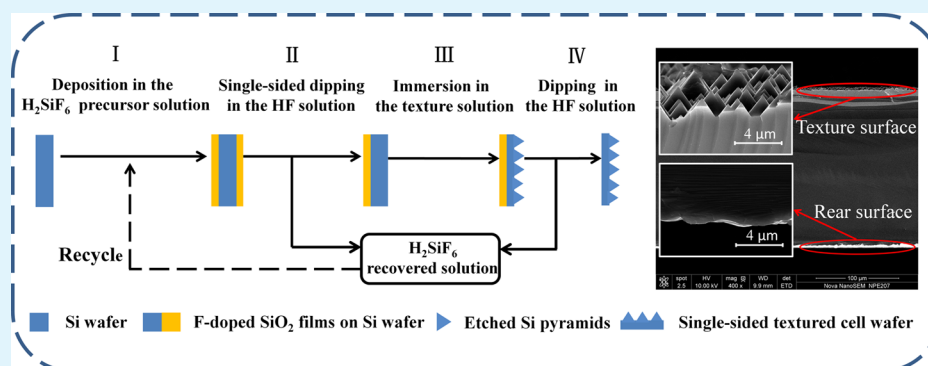 I
Deposition in the
H₂SiF₆ precursor solution
II
Single-sided dipping
in the HF solution
III
Immersion in
the texture solution
IV
Dipping in
the HF solution
Recycle
H₂SiF₆
recovered solution
4 μm
Texture surface
4 μm
Rear surface
spot HV mag WD det
2.5 10.00 kV 400 x 9.9 mm ETD
100 μm
Nova NanoSEM NPE207
Si wafer
F-doped SiO₂ films on Si wafer
Etched Si pyramids
Single-sided textured cell wafer